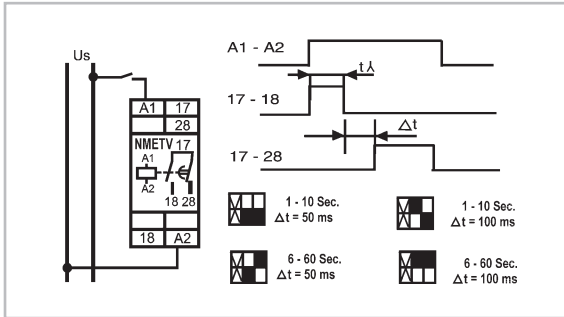 Us
A1 17
28
NMETV 17
A1
A2
18 28
18 A2
A1 - A2
t⅄
17 - 18
Δt
17 - 28
1 - 10 Sec.
Δt = 50 ms
1 - 10 Sec.
Δt = 100 ms
6 - 60 Sec.
Δt = 50 ms
6 - 60 Sec.
Δt = 100 ms